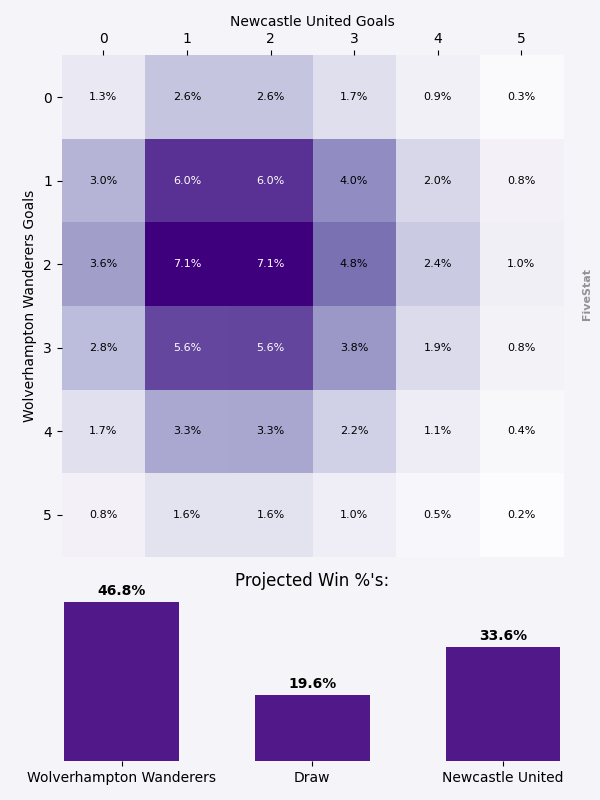 Newcastle United Goals
0 1 2 3 4 5
0 1.3% 2.6% 2.6% 1.7% 0.9% 0.3%
1 3.0% 6.0% 6.0% 4.0% 2.0% 0.8%
2 3.6% 7.1% 7.1% 4.8% 2.4% 1.0%
3 2.8% 5.6% 5.6% 3.8% 1.9% 0.8%
4 1.7% 3.3% 3.3% 2.2% 1.1% 0.4%
5 0.8% 1.6% 1.6% 1.0% 0.5% 0.2%
Wolverhampton Wanderers Goals
FiveStat
Projected Win %'s:
46.8% 19.6% 33.6%
Wolverhampton Wanderers Draw Newcastle United